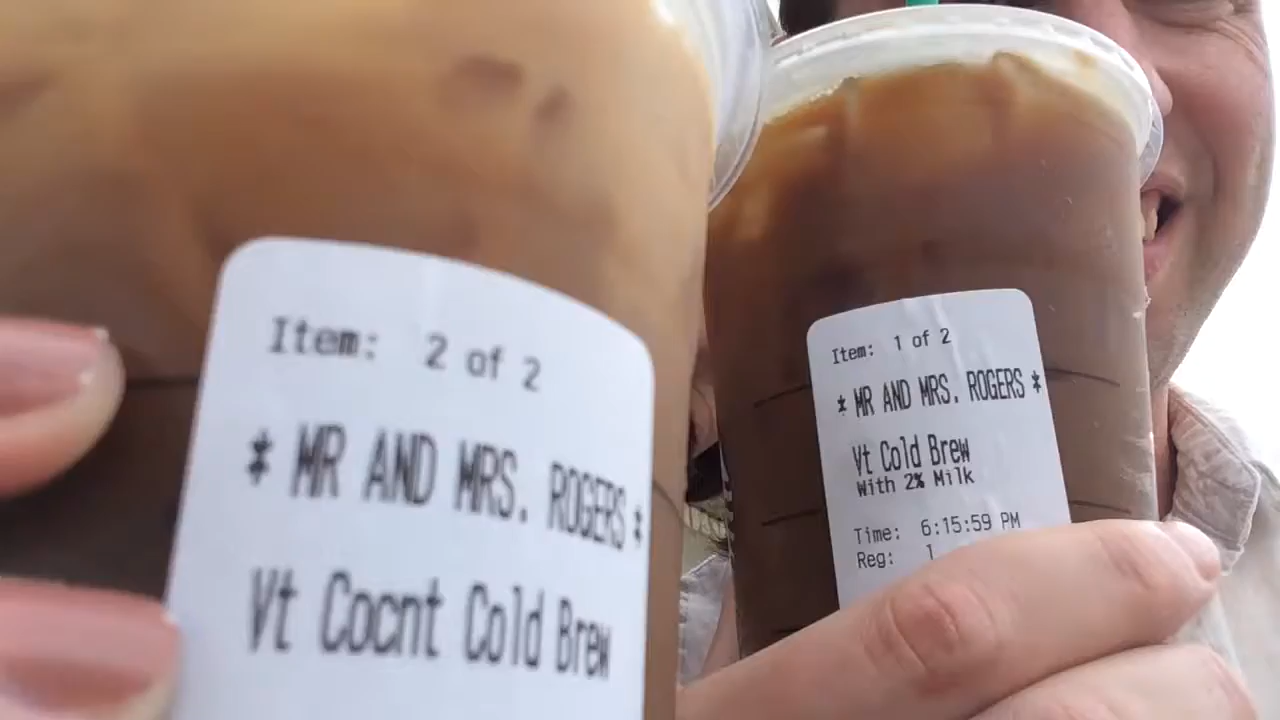 Item: 2 of 2
* MR AND MRS. ROGERS *
Vt Cocnt Cold Brew
Item: 1 of 2
* MR AND MRS. ROGERS *
Vt Cold Brew
With 2% Milk
Time: 6:15:59 PM
Reg: 1